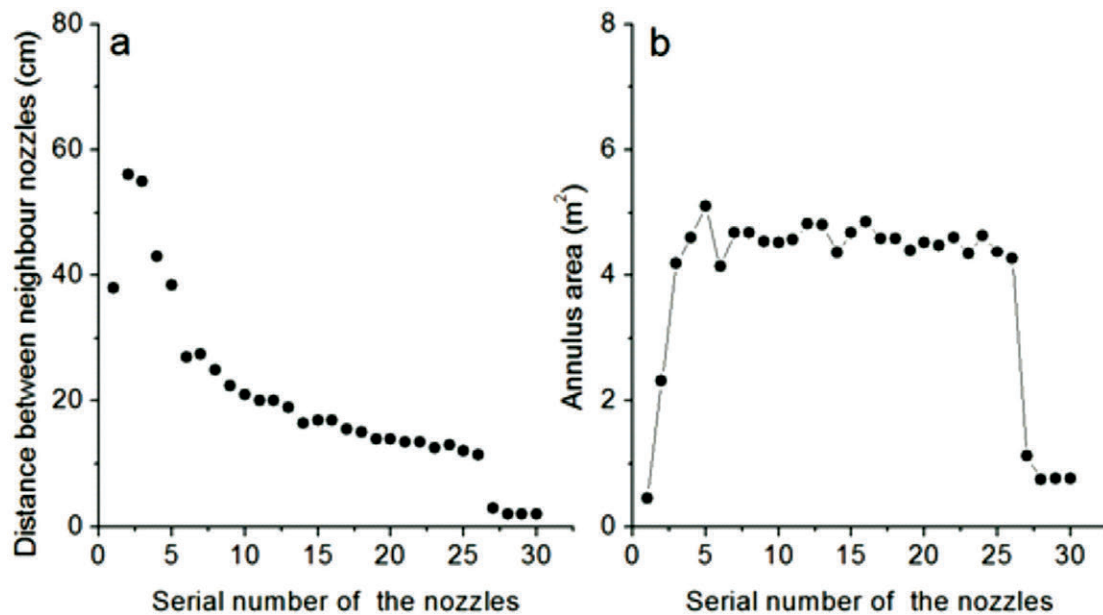 a
Distance between neighbour nozzles (cm)
80
60
40
20
0
0 5 10 15 20 25 30
Serial number of the nozzles
b
Annulus area (m²)
8
6
4
2
0
0 5 10 15 20 25 30
Serial number of the nozzles